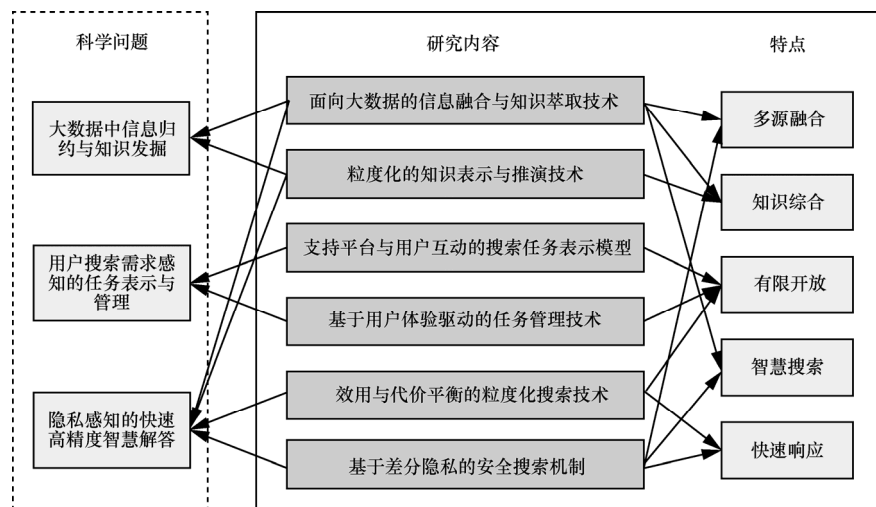 科学问题
大数据中信息归
约与知识发掘
用户搜索需求感
知的任务表示与
管理
隐私感知的快速
高精度智慧解答
研究内容
面向大数据的信息融合与知识萃取技术
粒度化的知识表示与推演技术
支持平台与用户互动的搜索任务表示模型
基于用户体验驱动的任务管理技术
效用与代价平衡的粒度化搜索技术
基于差分隐私的安全搜索机制
特点
多源融合
知识综合
有限开放
智慧搜索
快速响应